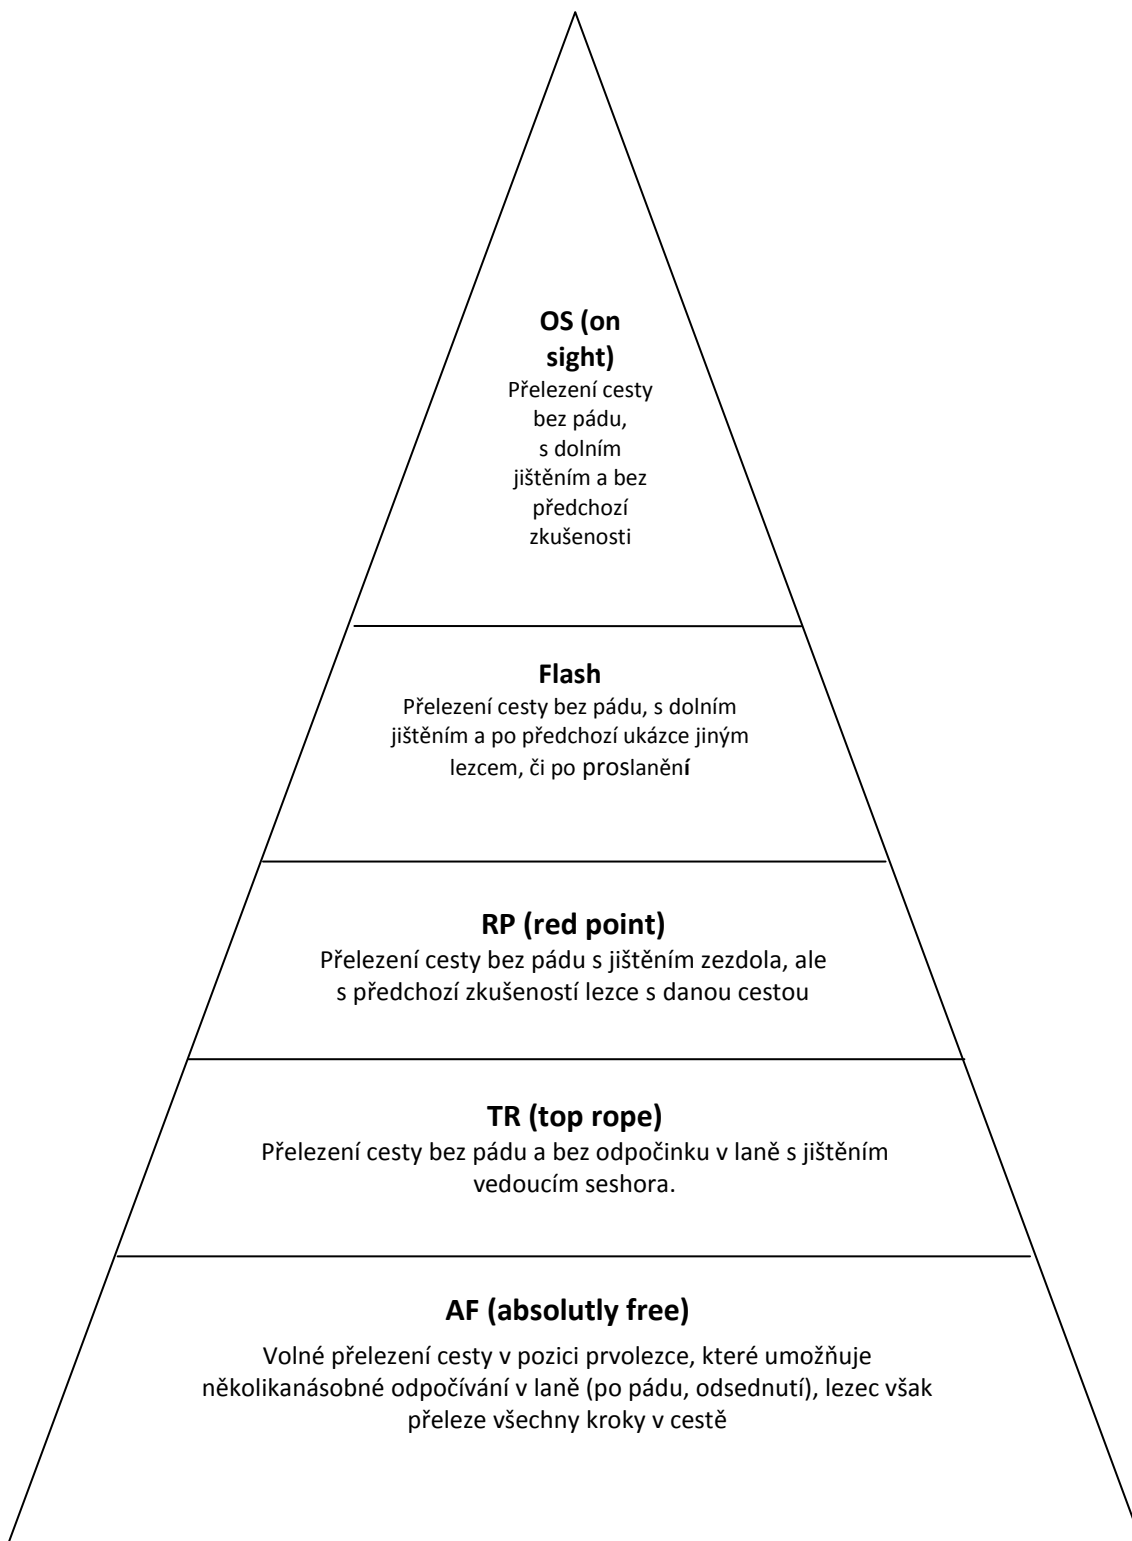 OS (on
sight)
Přelezení cesty
bez pádu,
s dolním
jištěním a bez
předchozí
zkušenosti
Flash
Přelezení cesty bez pádu, s dolním
jištěním a po předchozí ukázce jiným
lezcem, či po proslanění
RP (red point)
Přelezení cesty bez pádu s jištěním zezdola, ale
s předchozí zkušeností lezce s danou cestou
TR (top rope)
Přelezení cesty bez pádu a bez odpočinku v laně s jištěním
vedoucím seshora.
AF (absolutly free)
Volné přelezení cesty v pozici prvolezce, které umožňuje
několikanásobné odpočívání v laně (po pádu, odsednutí), lezec však
přeleze všechny kroky v cestě